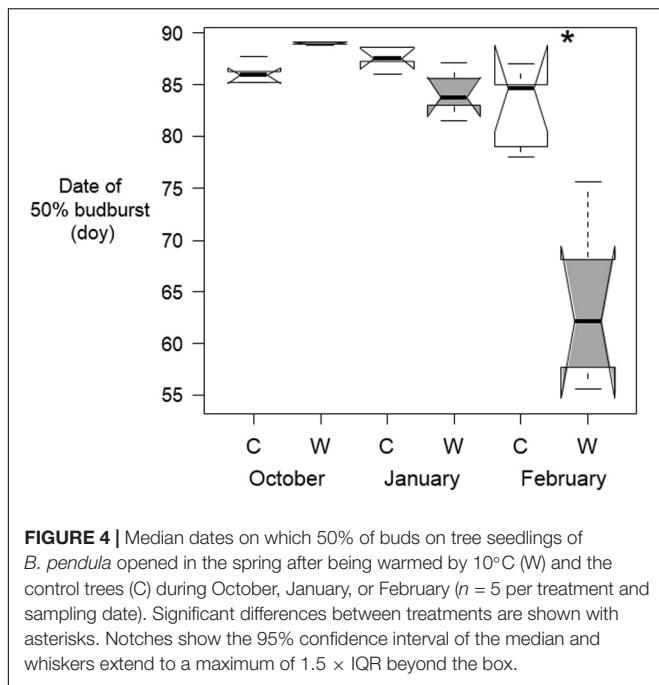 90
*
85
80
Date of
50% budburst
(doy)
75
70
65
60
55
C W C W C W
October January February
FIGURE 4 | Median dates on which 50% of buds on tree seedlings of
B. pendula opened in the spring after being warmed by 10°C (W) and the
control trees (C) during October, January, or February (n = 5 per treatment and
sampling date). Significant differences between treatments are shown with
asterisks. Notches show the 95% confidence interval of the median and
whiskers extend to a maximum of 1.5 × IQR beyond the box.